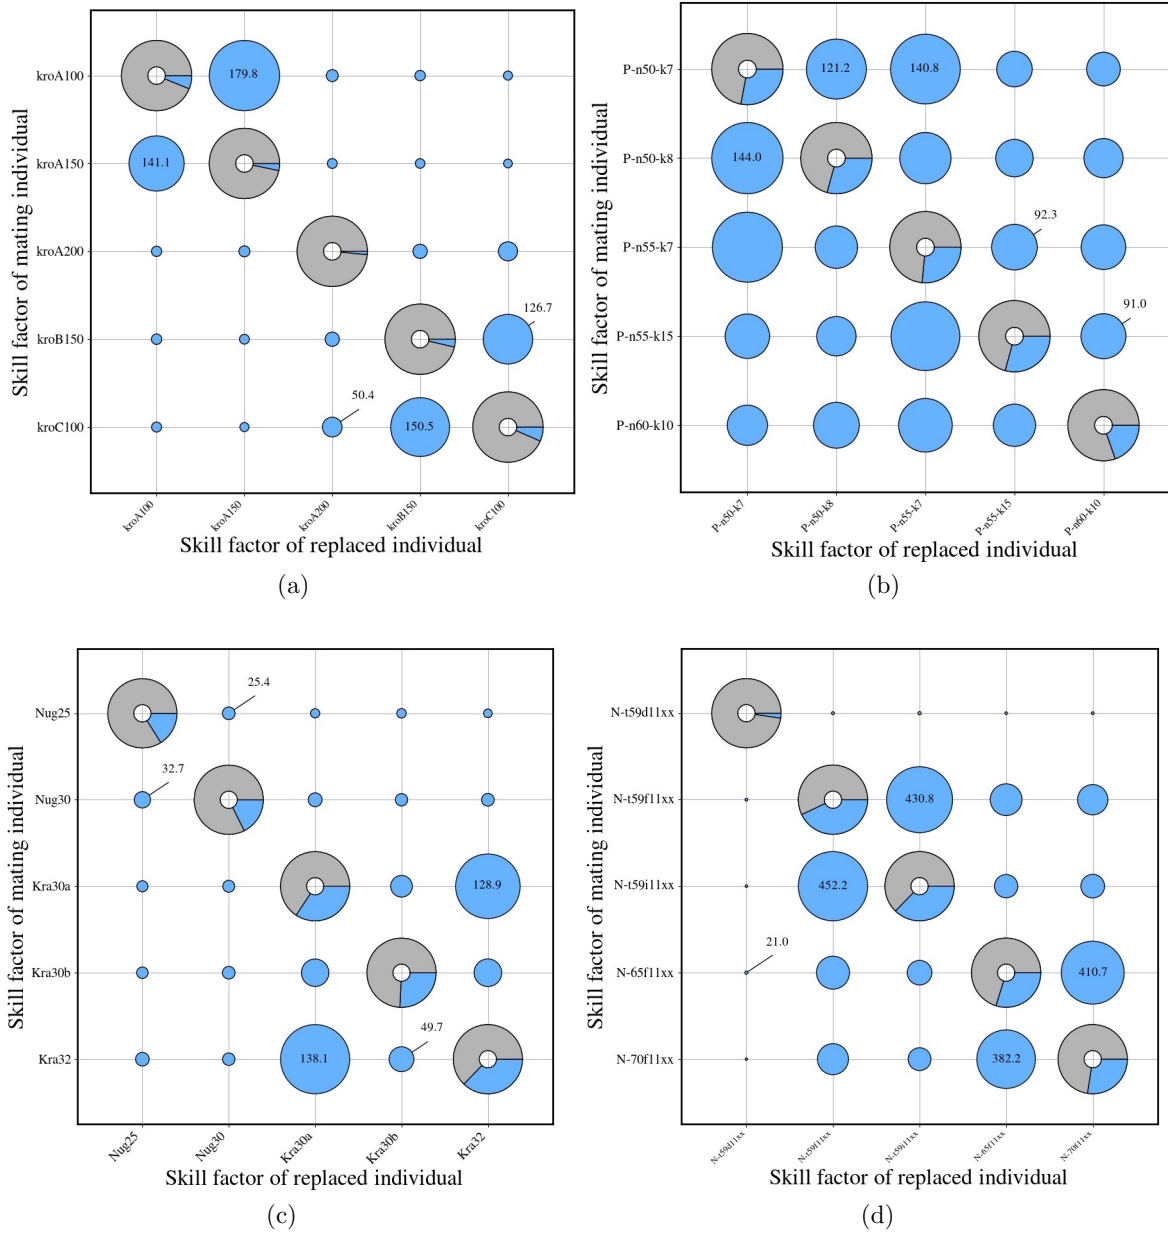 kroA100
179.8
kroA150
141.1
kroA200
kroB150
126.7
kroC100
50.4
150.5
kroA100
kroA150
kroA200
kroB150
kroC100
Skill factor of mating individual
Skill factor of replaced individual
(a)
P-n50-k7
121.2
140.8
P-n50-k8
144.0
P-n55-k7
92.3
P-n55-k15
91.0
P-n60-k10
P-n50-k7
P-n50-k8
P-n55-k7
P-n55-k15
P-n60-k10
Skill factor of mating individual
Skill factor of replaced individual
(b)
Nug25
25.4
Nug30
32.7
Kra30a
128.9
Kra30b
Kra32
138.1
49.7
Nug25
Nug30
Kra30a
Kra30b
Kra32
Skill factor of mating individual
Skill factor of replaced individual
(c)
N-t59d11xx
N-t59f11xx
430.8
N-t59i11xx
452.2
N-65f11xx
21.0
410.7
N-70f11xx
382.2
N-t59d11xx
N-t59f11xx
N-t59i11xx
N-65f11xx
N-70f11xx
Skill factor of mating individual
Skill factor of replaced individual
(d)